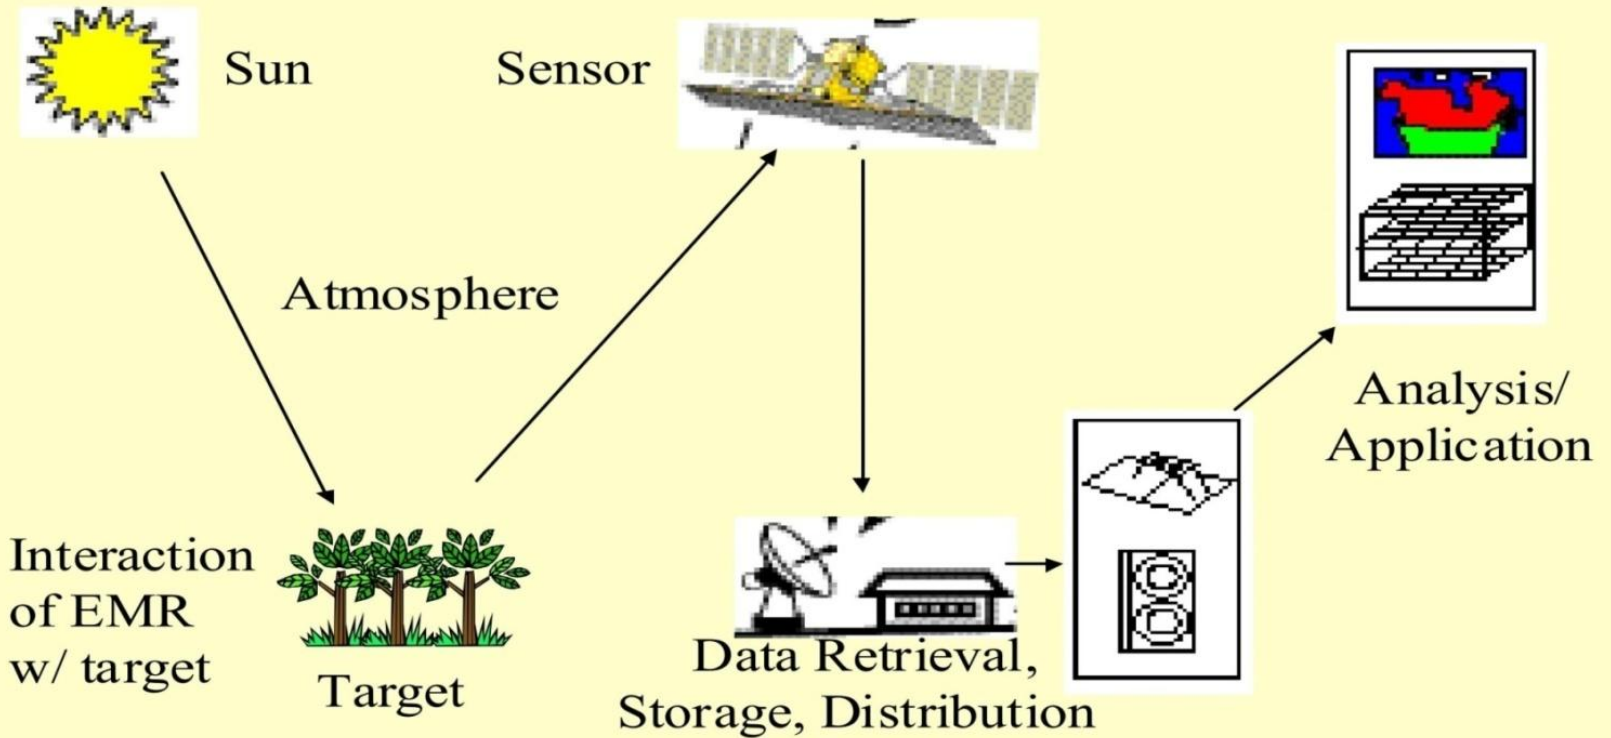 Sun
Sensor
Atmosphere
Analysis/
Application
Interaction
of EMR
w/ target
Target
Data Retrieval,
Storage, Distribution